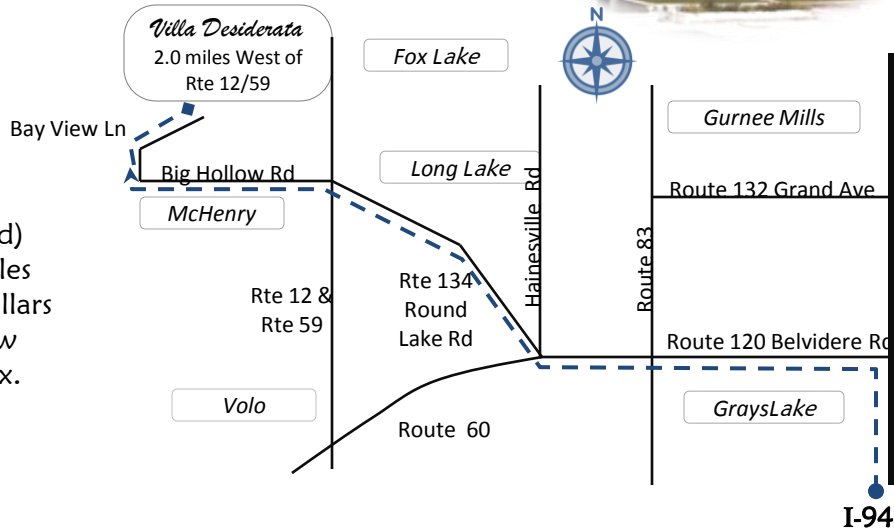 Villa Desiderata
2.0 miles West of
Rte 12/59
N
Fox Lake
Gurnee Mills
Bay View Ln
Big Hollow Rd
Long Lake
Hainesville Rd
Route 132 Grand Ave
McHenry
Route 83
d)
les
llars
w
x.
Rte 12 &
Rte 59
Rte 134
Round
Lake Rd
Route 120 Belvidere Rd
Volo
Route 60
GraysLake
I-94